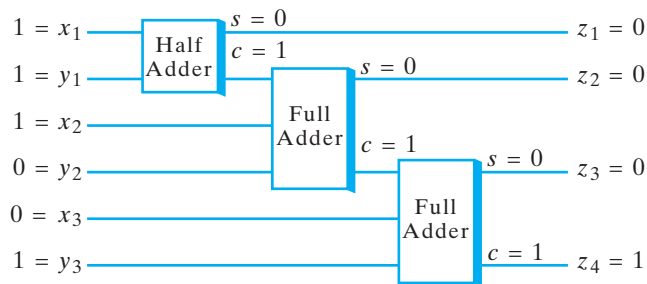 1 = x₁ s = 0 z₁ = 0
Half Adder
c = 1
1 = y₁ s = 0 z₂ = 0
1 = x₂
Full Adder
0 = y₂ c = 1 s = 0 z₃ = 0
0 = x₃
Full Adder
1 = y₃ c = 1 z₄ = 1